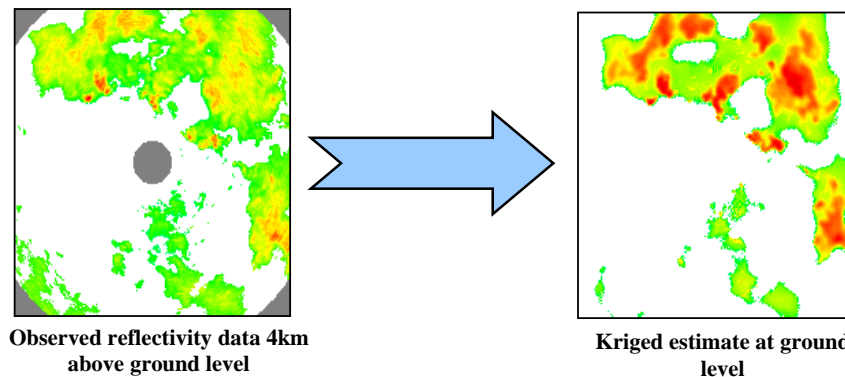 Observed reflectivity data 4km
above ground level
Kriged estimate at ground
level